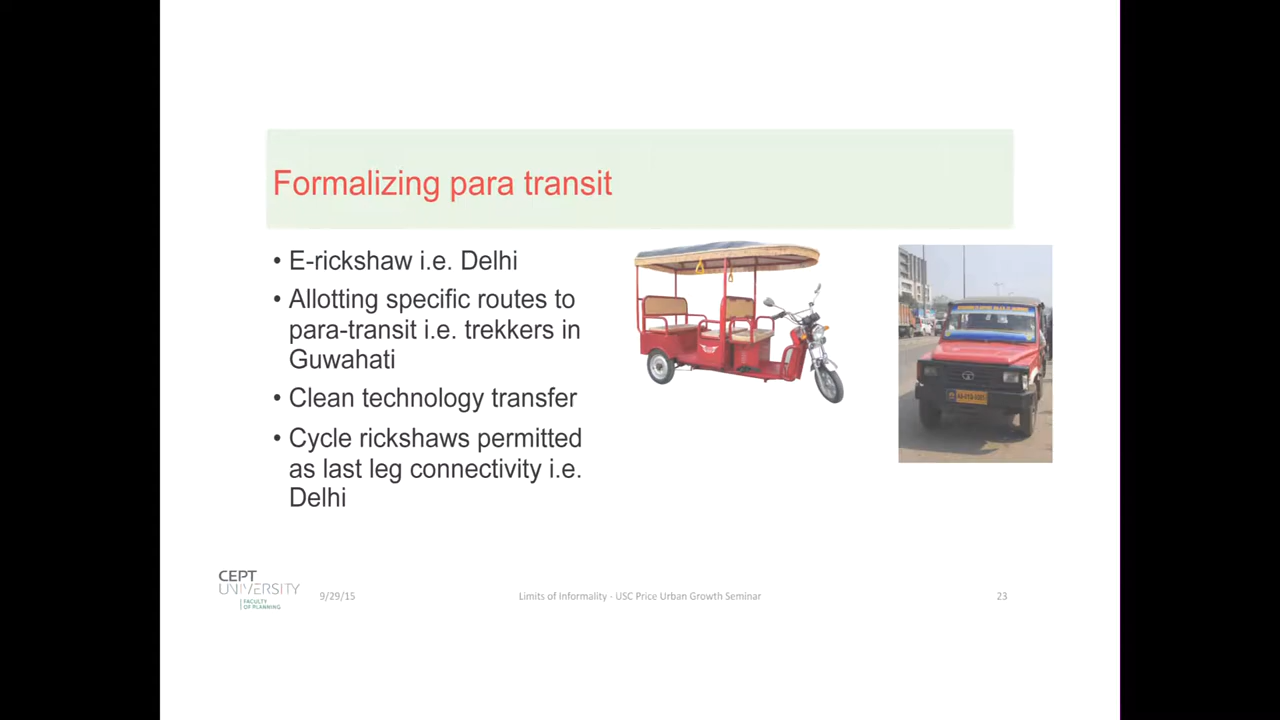 Formalizing para transit
• E-rickshaw i.e. Delhi
• Allotting specific routes to
para-transit i.e. trekkers in
Guwahati
• Clean technology transfer
• Cycle rickshaws permitted
as last leg connectivity i.e.
Delhi
CEPT
UNIVERSITY
FACULTY
OF PLANNING
9/29/15
Limits of Informality - USC Price Urban Growth Seminar
23